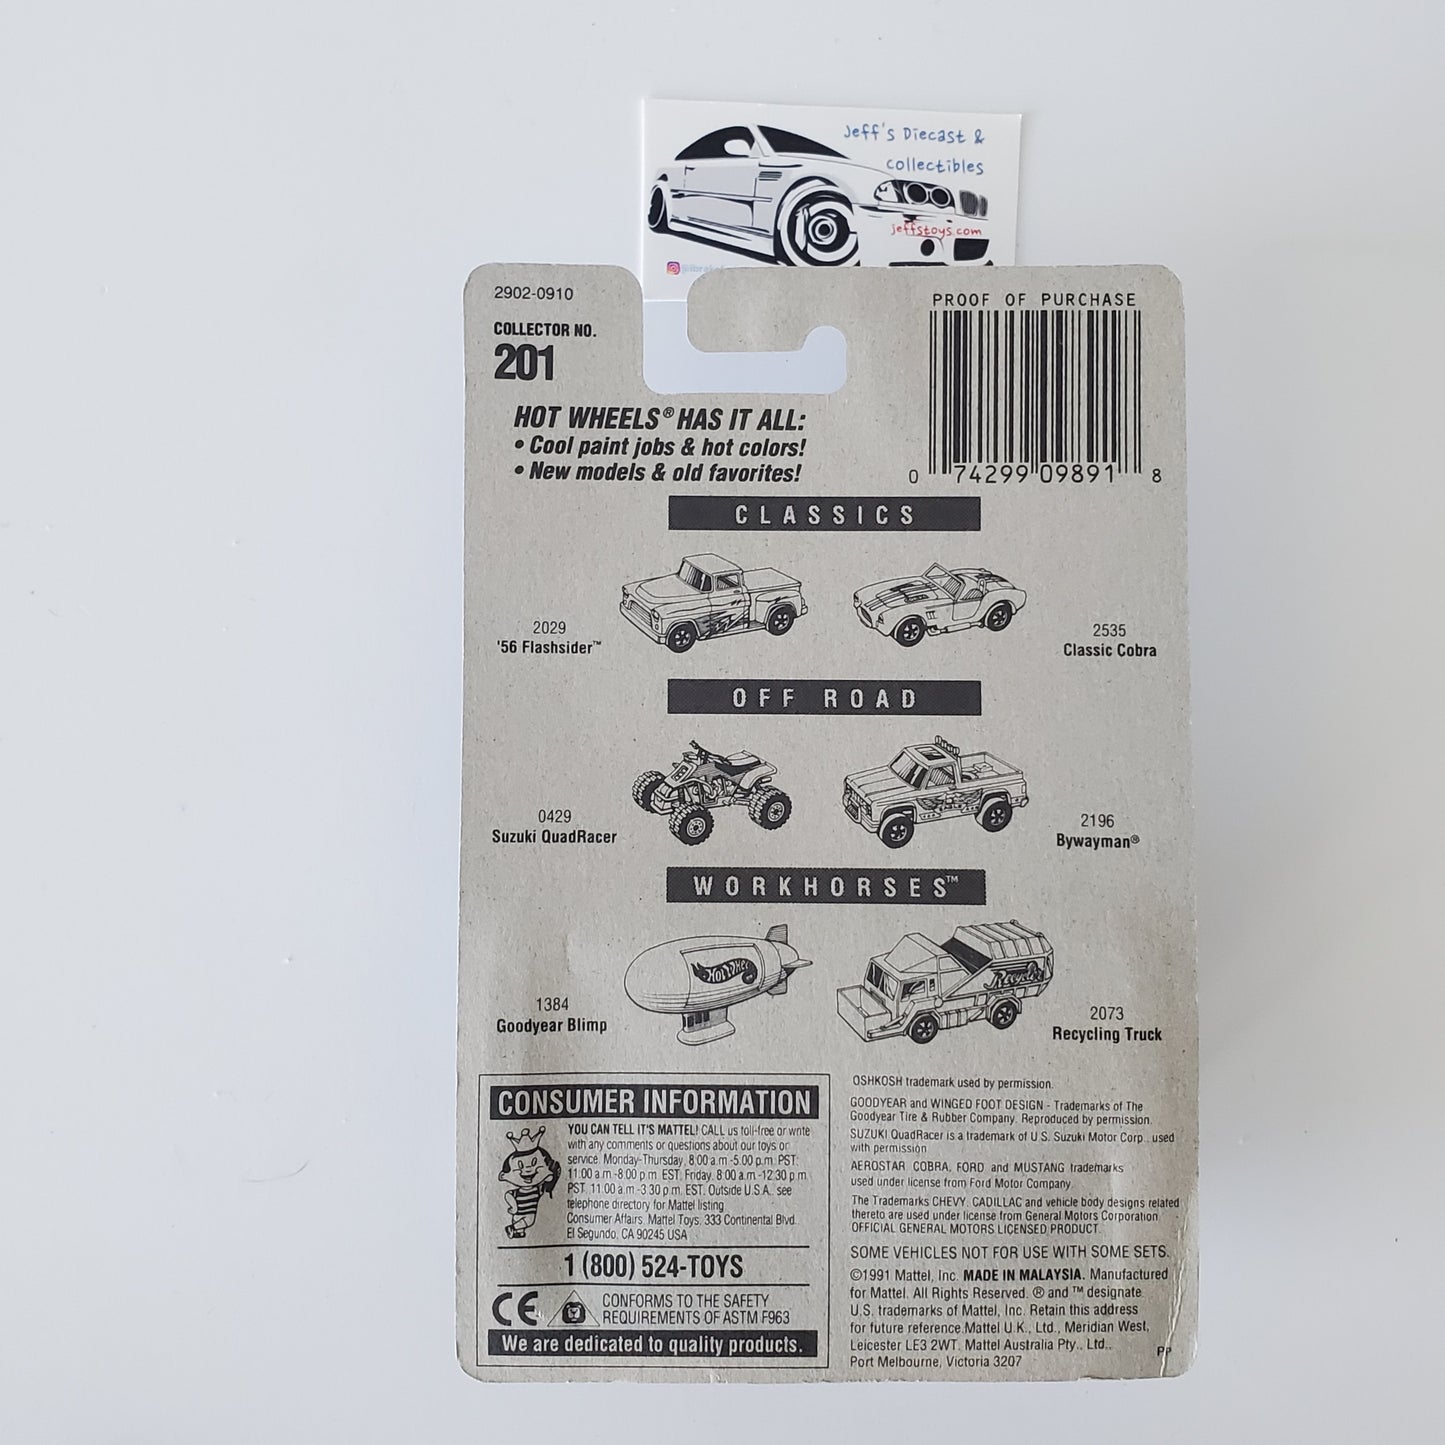 Jeff's Diecast &
collectibles
jeffstoys.com
2902-0910
COLLECTOR NO.
201
PROOF OF PURCHASE
0 74299 09891 8
HOT WHEELS® HAS IT ALL:
• Cool paint jobs & hot colors!
• New models & old favorites!
CLASSICS
2029
'56 Flashsider™
2535
Classic Cobra
OFF ROAD
0429
Suzuki QuadRacer
2196
Bywayman®
WORKHORSES™
HOT WHEELS
Recycler
1384
Goodyear Blimp
2073
Recycling Truck
CONSUMER INFORMATION
YOU CAN TELL IT'S MATTEL! CALL us toll-free or write
with any comments or questions about our toys or
service. Monday-Thursday, 8:00 a.m.-5:00 p.m. PST:
11:00 a.m.-8:00 p.m. EST. Friday, 8:00 a.m.-12:30 p.m.
PST. 11:00 a.m.-3:30 p.m. EST. Outside U.S.A., see
telephone directory for Mattel listing
Consumer Affairs, Mattel Toys. 333 Continental Blvd.
El Segundo, CA 90245 USA
1 (800) 524-TOYS
CE
CONFORMS TO THE SAFETY
REQUIREMENTS OF ASTM F963
We are dedicated to quality products.
OSHKOSH trademark used by permission.
GOODYEAR and WINGED FOOT DESIGN - Trademarks of The
Goodyear Tire & Rubber Company. Reproduced by permission.
SUZUKI QuadRacer is a trademark of U.S. Suzuki Motor Corp., used
with permission
AEROSTAR, COBRA, FORD and MUSTANG trademarks
used under license from Ford Motor Company.
The Trademarks CHEVY, CADILLAC and vehicle body designs related
thereto are used under license from General Motors Corporation
OFFICIAL GENERAL MOTORS LICENSED PRODUCT.
SOME VEHICLES NOT FOR USE WITH SOME SETS.
©1991 Mattel, Inc. MADE IN MALAYSIA. Manufactured
for Mattel. All Rights Reserved. ® and ™ designate
U.S. trademarks of Mattel, Inc. Retain this address
for future reference.Mattel U.K., Ltd., Meridian West,
Leicester LE3 2WT. Mattel Australia Pty., Ltd.,
Port Melbourne, Victoria 3207
PP